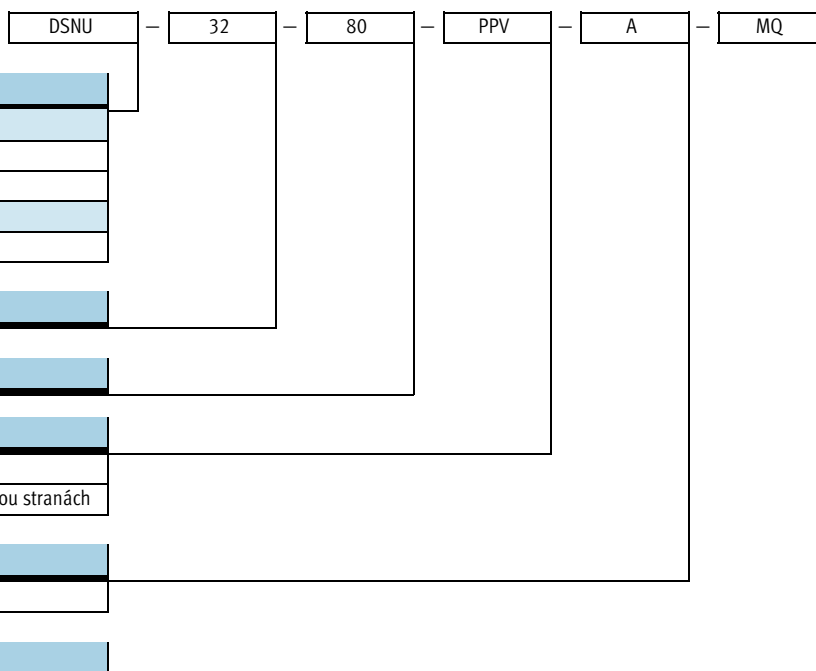 DSNU – 32 – 80 – PPV – A – MQ
ou stranách